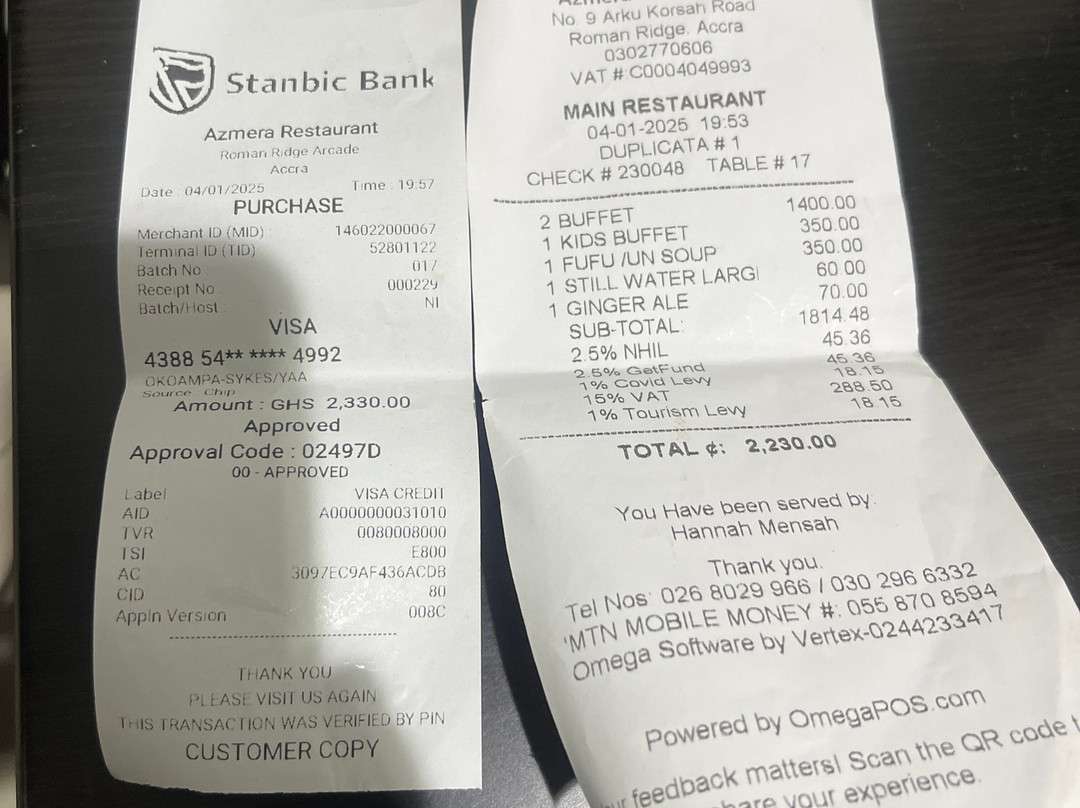 Stanbic Bank
Azmera Restaurant
Roman Ridge Arcade
Accra
Date : 04/01/2025 Time : 19:57
PURCHASE
Merchant ID (MID) : 146022000067
Terminal ID (TID) 52801122
Batch No 017
Receipt No 000229
Batch/Host : NI
VISA
4388 54** **** 4992
OKOAMPA-SYKES/YAA
Source Chip
Amount : GHS 2,330.00
Approved
Approval Code : 02497D
00 - APPROVED
Label VISA CREDIT
AID A0000000031010
TVR 0080008000
TSI E800
AC 3097EC9AF436ACDB
CID 80
Appln Version 008C
THANK YOU
PLEASE VISIT US AGAIN
THIS TRANSACTION WAS VERIFIED BY PIN
CUSTOMER COPY
Azmera
No. 9 Arku Korsah Road
Roman Ridge. Accra
0302770606
VAT #:C0004049993
MAIN RESTAURANT
04-01-2025 19:53
DUPLICATA # 1
CHECK # 230048 TABLE # 17
2 BUFFET 1400.00
1 KIDS BUFFET 350.00
1 FUFU /UN SOUP 350.00
1 STILL WATER LARG 60.00
1 GINGER ALE 70.00
SUB-TOTAL: 1814.48
2.5% NHIL 45.36
2.5% GetFund 45.36
1% Covid Levy 18.15
15% VAT 288.50
1% Tourism Levy 18.15
TOTAL ¢: 2,230.00
You Have been served by:
Hannah Mensah
Thank you.
Tel Nos: 026 8029 966 / 030 296 6332
'MTN MOBILE MONEY #: 055 870 8594
Omega Software by Vertex-0244233417
Powered by OmegaPOS.com
feedback matters! Scan the QR code
your experience.